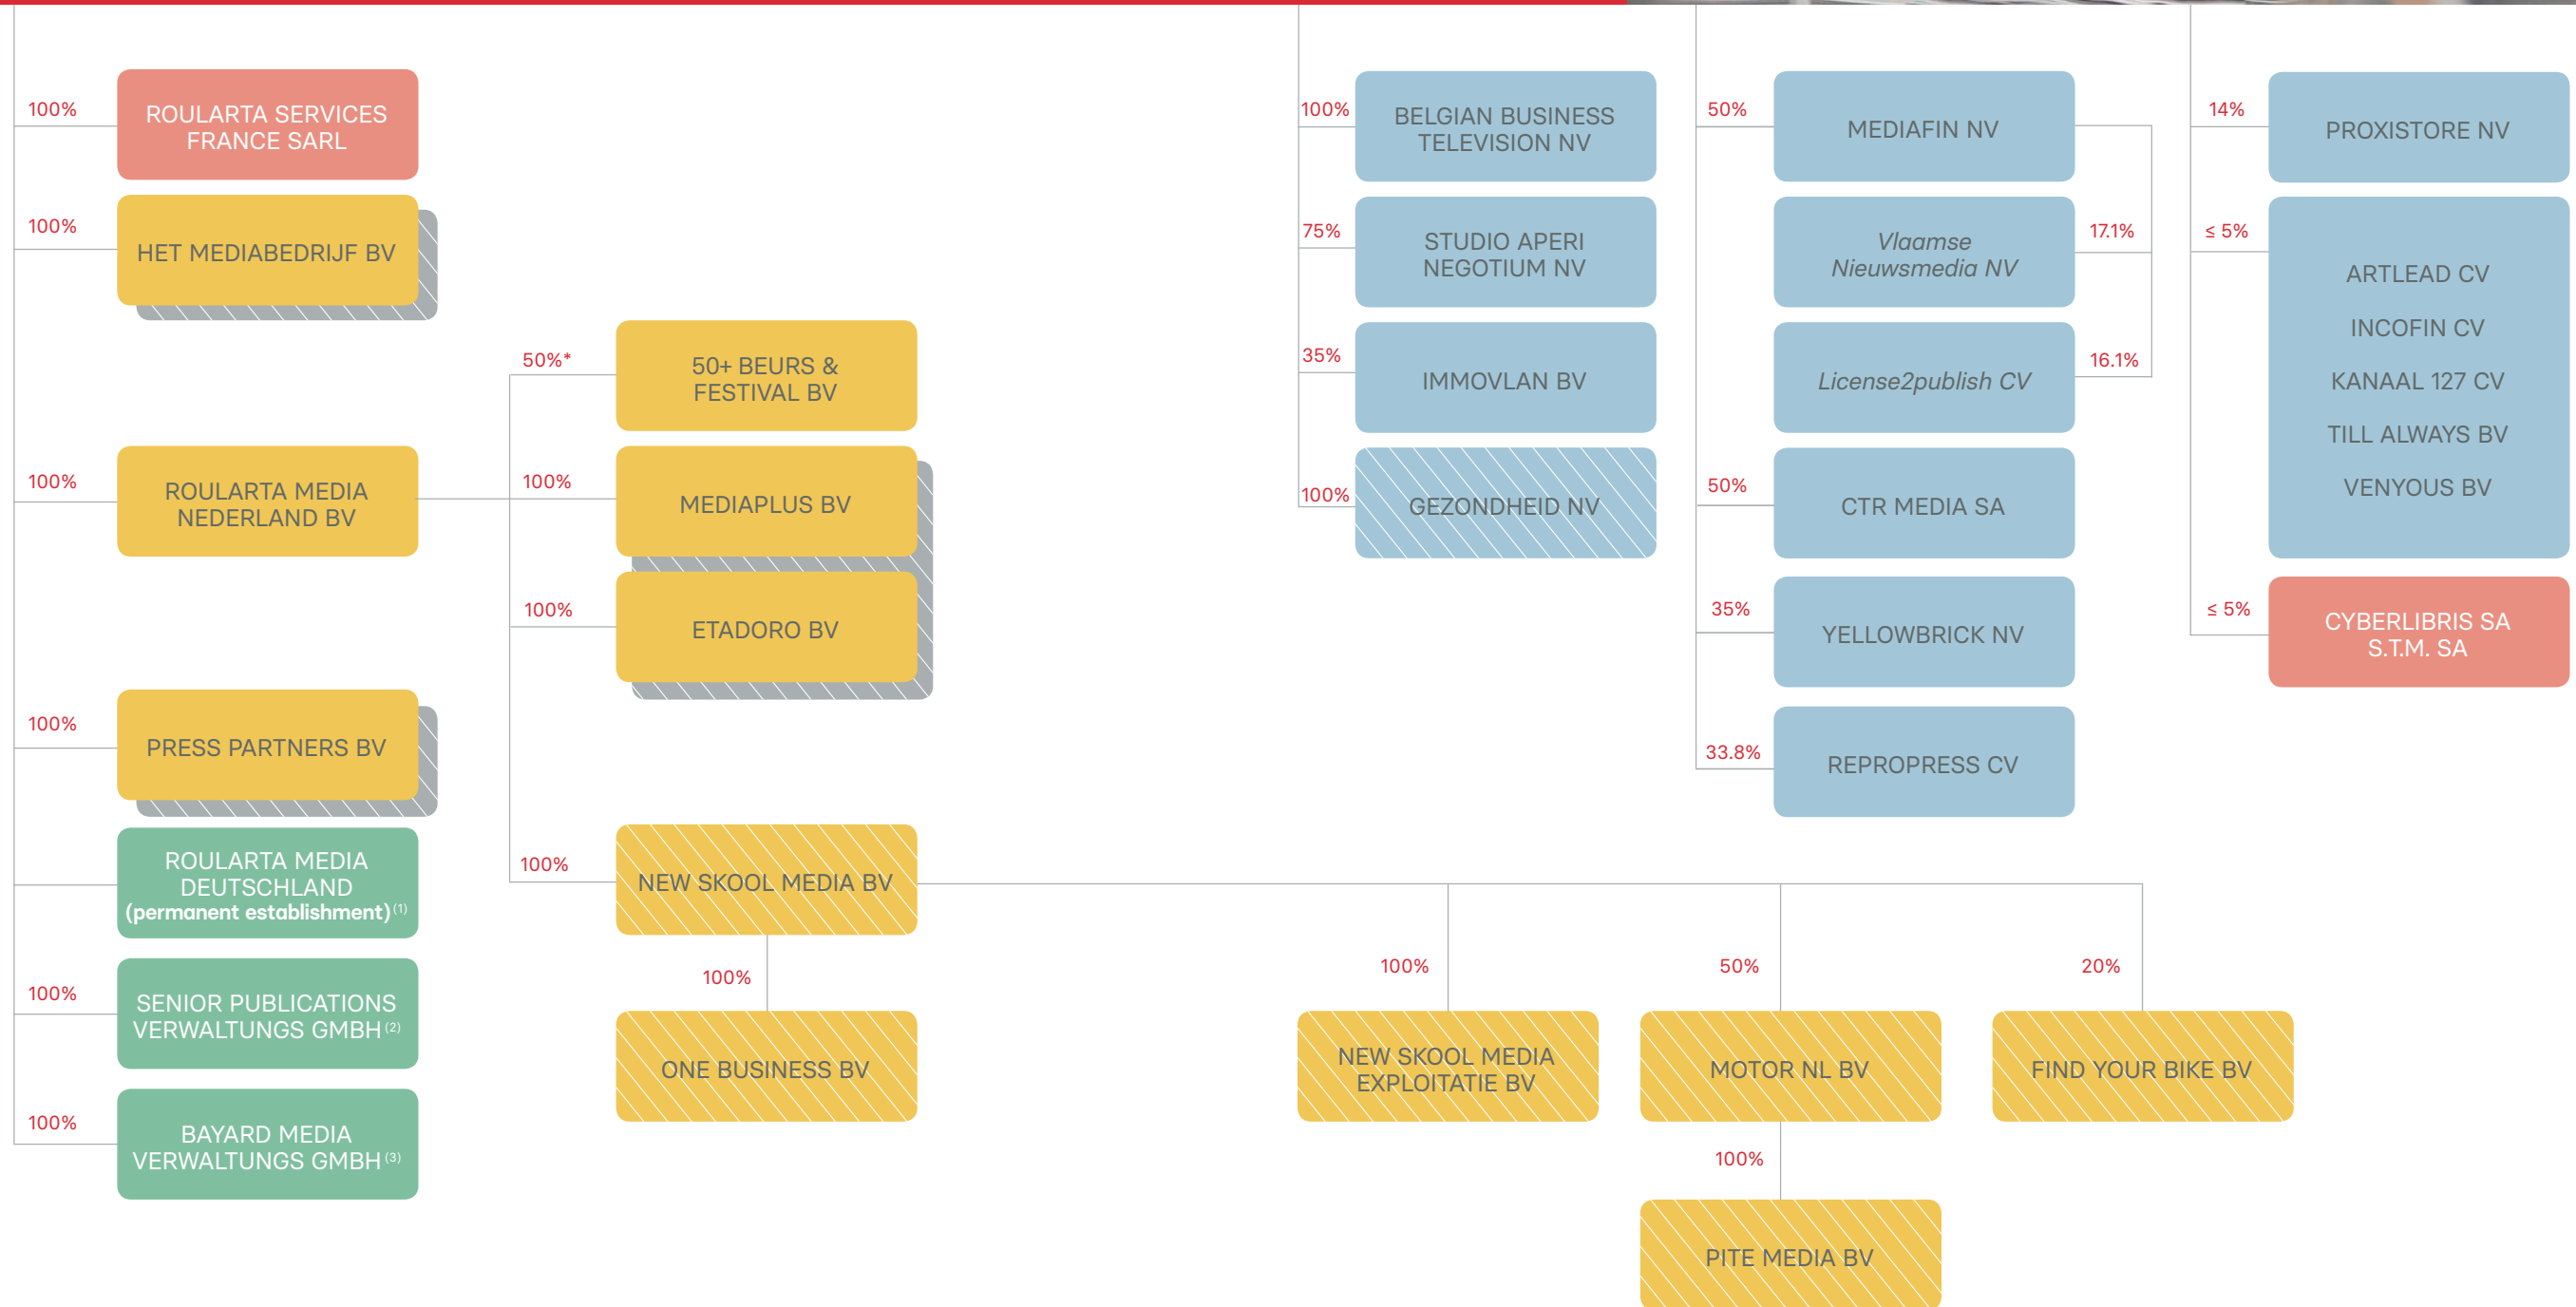 100%
ROULARTA SERVICES
FRANCE SARL
100%
HET MEDIABEDRIJF BV
100%
ROULARTA MEDIA
NEDERLAND BV
100%
PRESS PARTNERS BV
ROULARTA MEDIA
DEUTSCHLAND
(permanent establishment) (1)
100%
SENIOR PUBLICATIONS
VERWALTUNGS GMBH (2)
100%
BAYARD MEDIA
VERWALTUNGS GMBH (3)
50%*
50+ BEURS &
FESTIVAL BV
100%
MEDIAPLUS BV
100%
ETADORO BV
100%
NEW SKOOL MEDIA BV
100%
ONE BUSINESS BV
100%
BELGIAN BUSINESS
TELEVISION NV
75%
STUDIO APERI
NEGOTIUM NV
35%
IMMOVLAN BV
100%
GEZONDHEID NV
50%
MEDIAFIN NV
Vlaamse
Nieuwsmedia NV
17.1%
License2publish CV
16.1%
50%
CTR MEDIA SA
35%
YELLOWBRICK NV
33.8%
REPROPRESS CV
14%
PROXISTORE NV
≤ 5%
ARTLEAD CV
INCOFIN CV
KANAAL 127 CV
TILL ALWAYS BV
VENYOUS BV
≤ 5%
CYBERLIBRIS SA
S.T.M. SA
100%
NEW SKOOL MEDIA
EXPLOITATIE BV
50%
MOTOR NL BV
20%
FIND YOUR BIKE BV
100%
PITE MEDIA BV